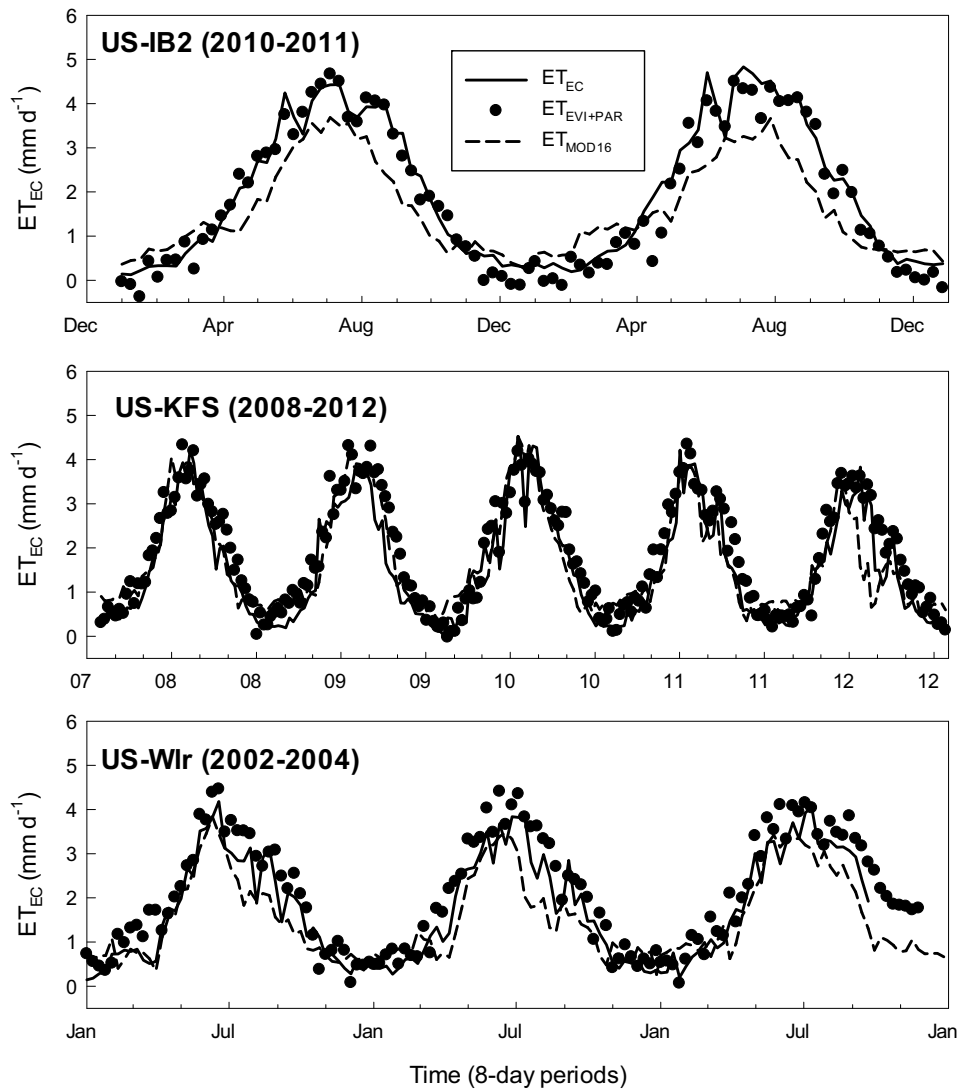 US-IB2 (2010-2011)
ET_EC
ET_EVI+PAR
ET_MOD16
ET_EC (mm d⁻¹)
6
5
4
3
2
1
0
Dec Apr Aug Dec Apr Aug Dec
US-KFS (2008-2012)
ET_EC (mm d⁻¹)
6
5
4
3
2
1
0
07 08 08 09 09 10 10 11 11 12 12
US-Wlr (2002-2004)
ET_EC (mm d⁻¹)
6
5
4
3
2
1
0
Jan Jul Jan Jul Jan Jul Jan
Time (8-day periods)